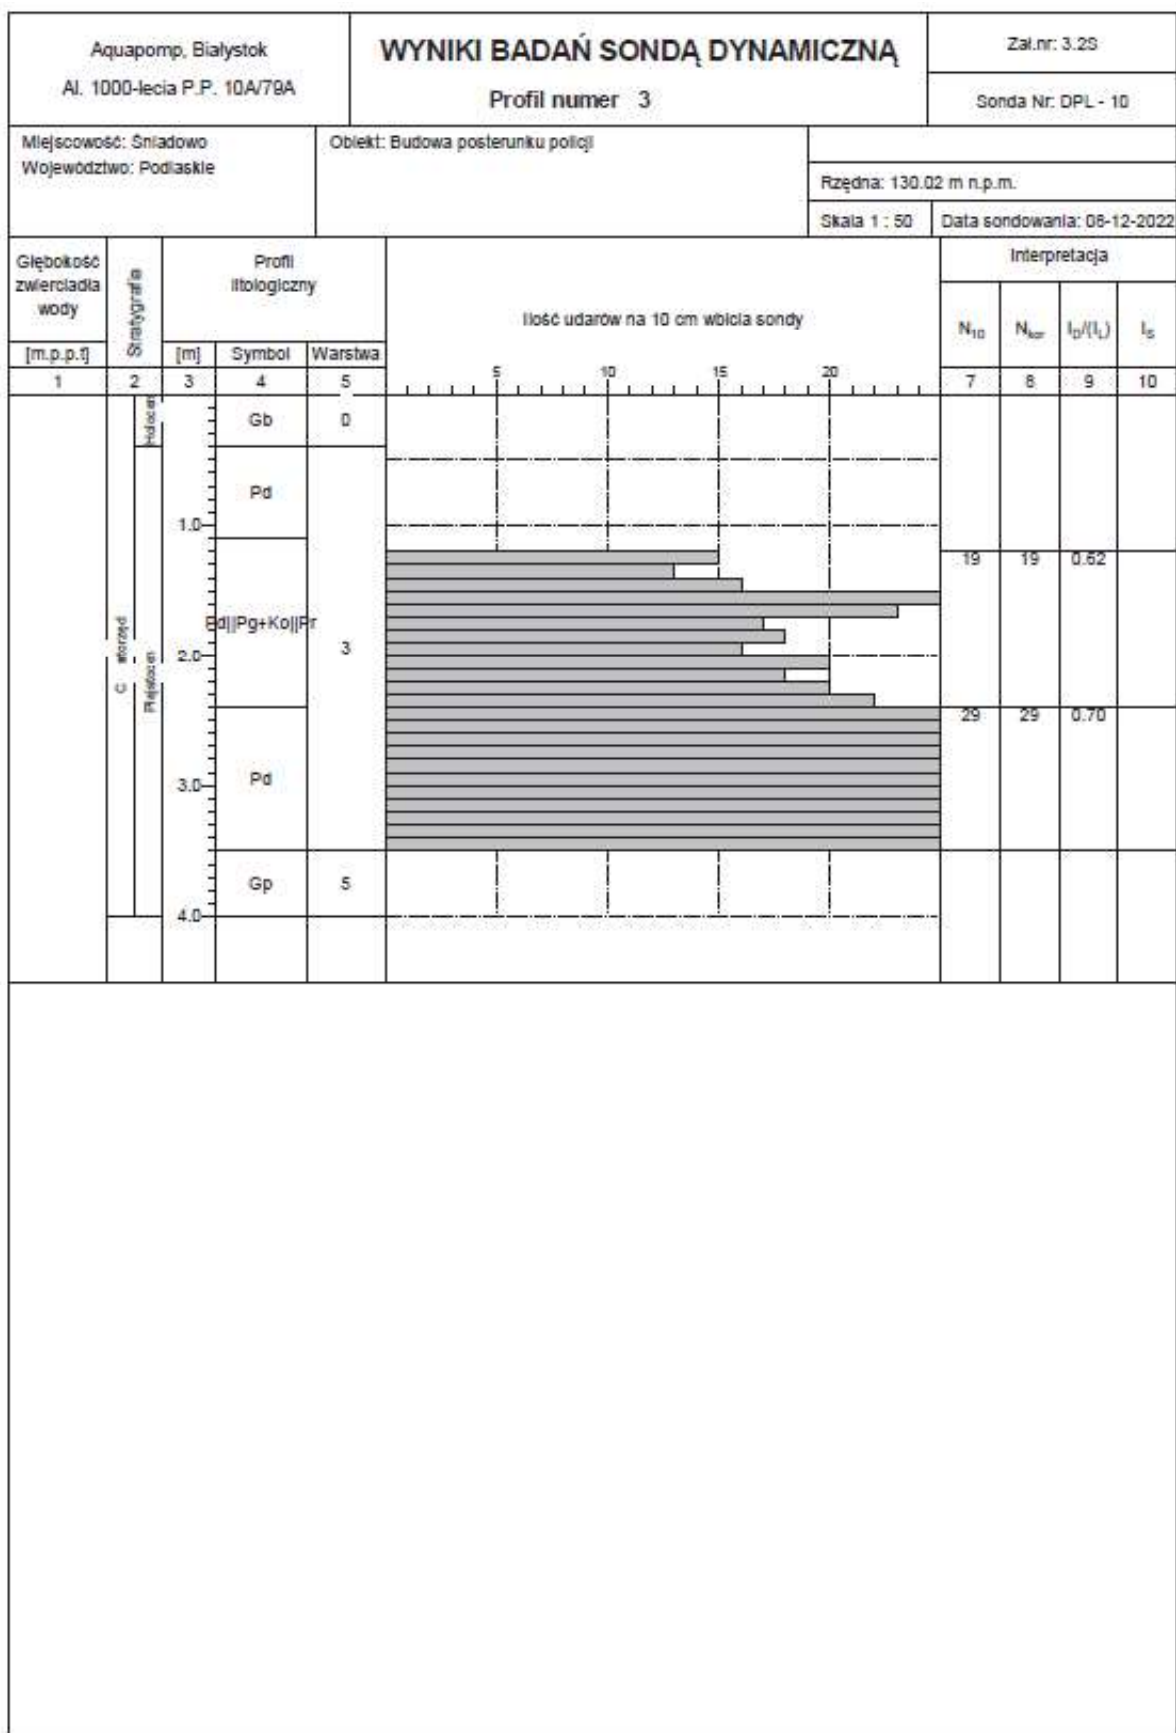 Aquapomp, Białystok
Al. 1000-lecia P.P. 10A/79A
WYNIKI BADAŃ SONDĄ DYNAMICZNĄ
Profil numer 3
Zał.nr: 3.2S
Sonda Nr: DPL - 10
Miejscowość: Śniadowo
Województwo: Podlaskie
Obiekt: Budowa posterunku policji
Rzędna: 130.02 m n.p.m.
Skala 1 : 50
Data sondowania: 06-12-2022
Głębokość
zwierciadła
wody
[m.p.p.t]
Stratygrafia
Profil
litologiczny
[m]
Symbol
Warstwa
Ilość udarów na 10 cm wbicia sondy
Interpretacja
N10
Nkor
ID/(IL)
IS
5 10 15 20
1 2 3 4 5 7 8 9 10
Holocen
Gb 0
Pd
1.0
19 19 0.62
Pd||Pg+Ko||Pr
3
2.0
Plejstocen
29 29 0.70
Pd
3.0
Gp 5
4.0